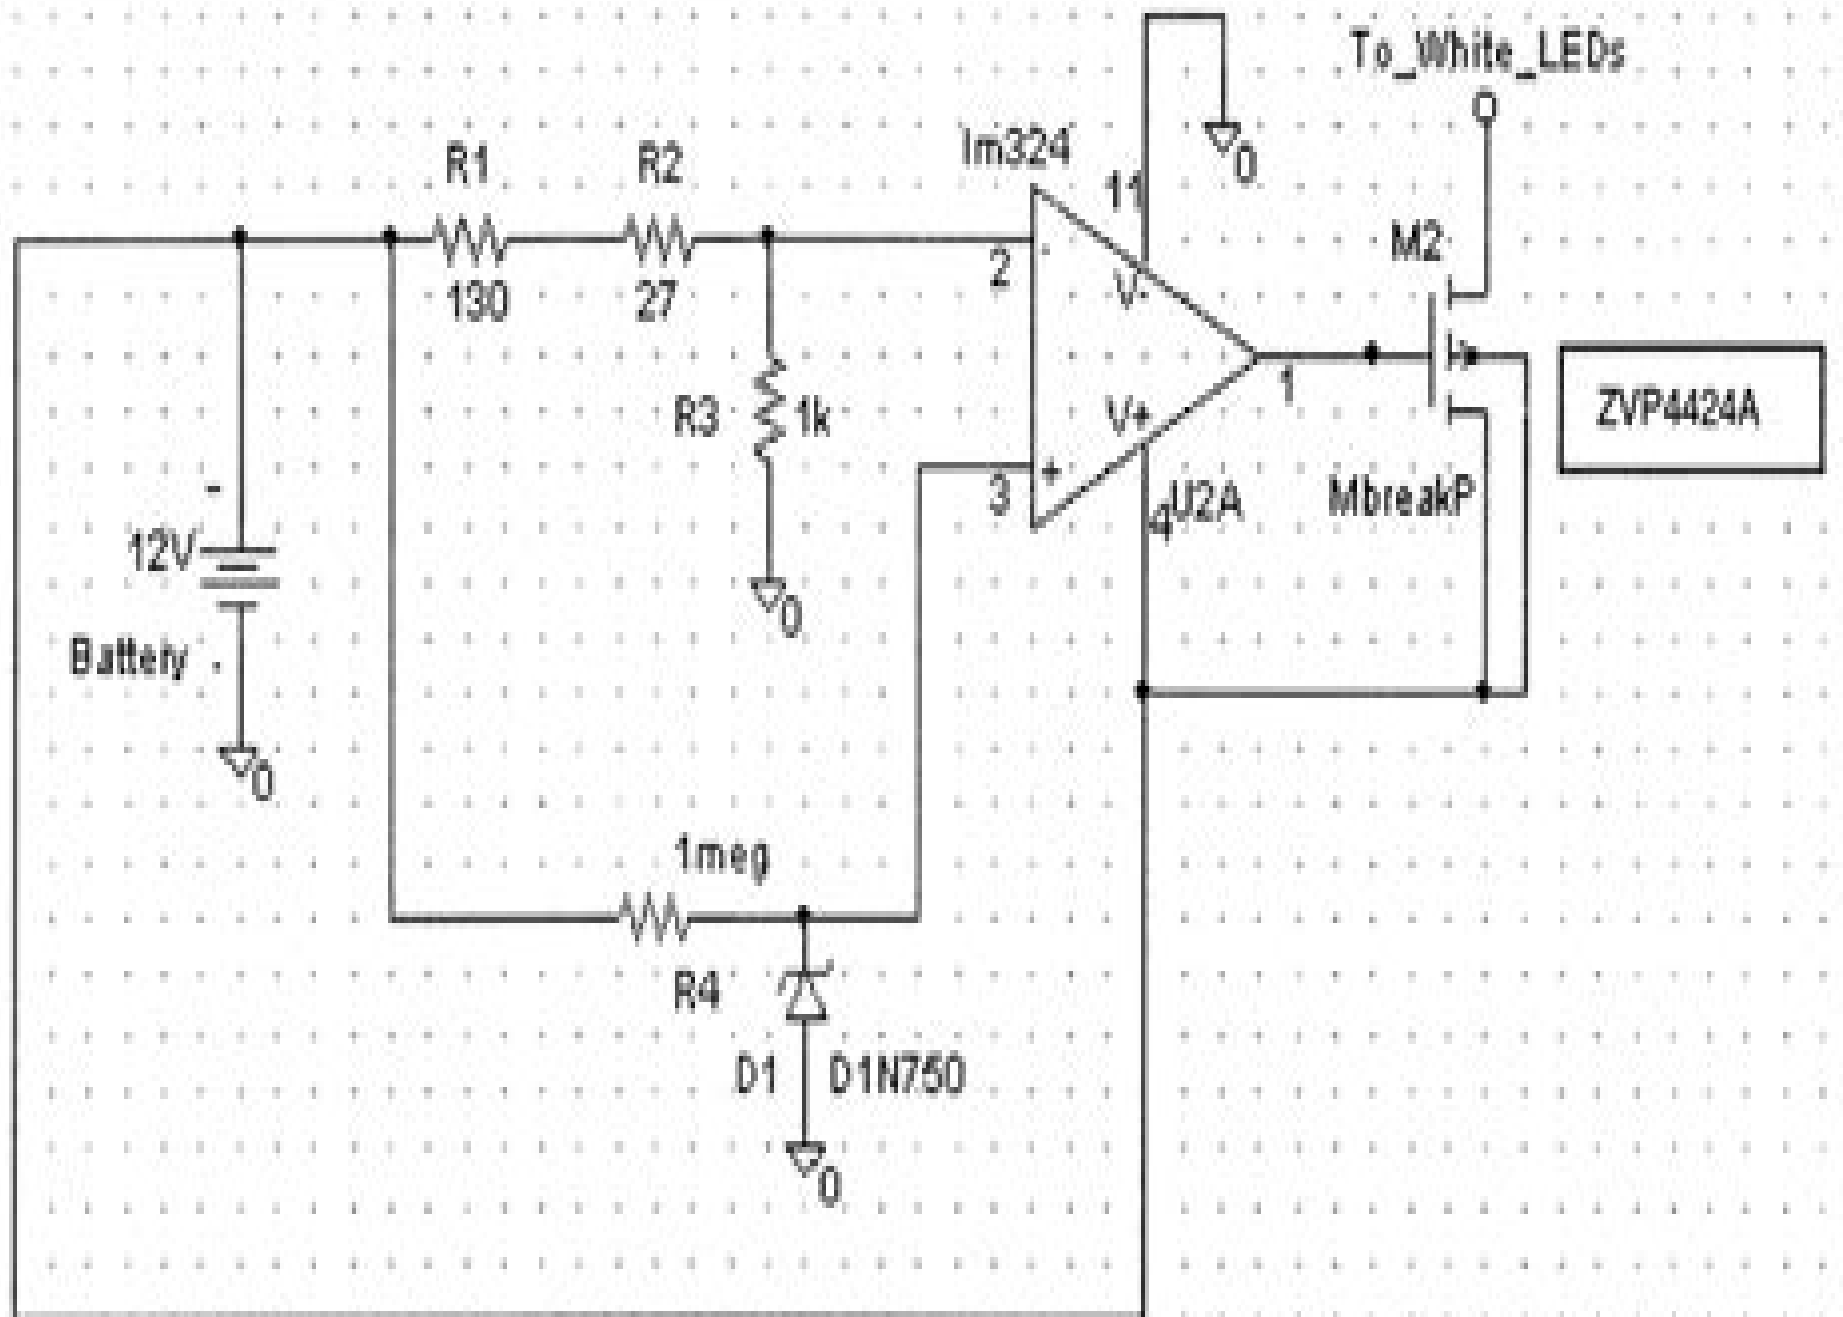 To_White_LEDs
lm324
R1
R2
11
0
2
-
130
27
V-
M2
R3
1k
1
ZVP4424A
V+
3
+
4
U2A
MbreakP
-
12V
0
Battery
0
1meg
R4
D1
D1N750
0